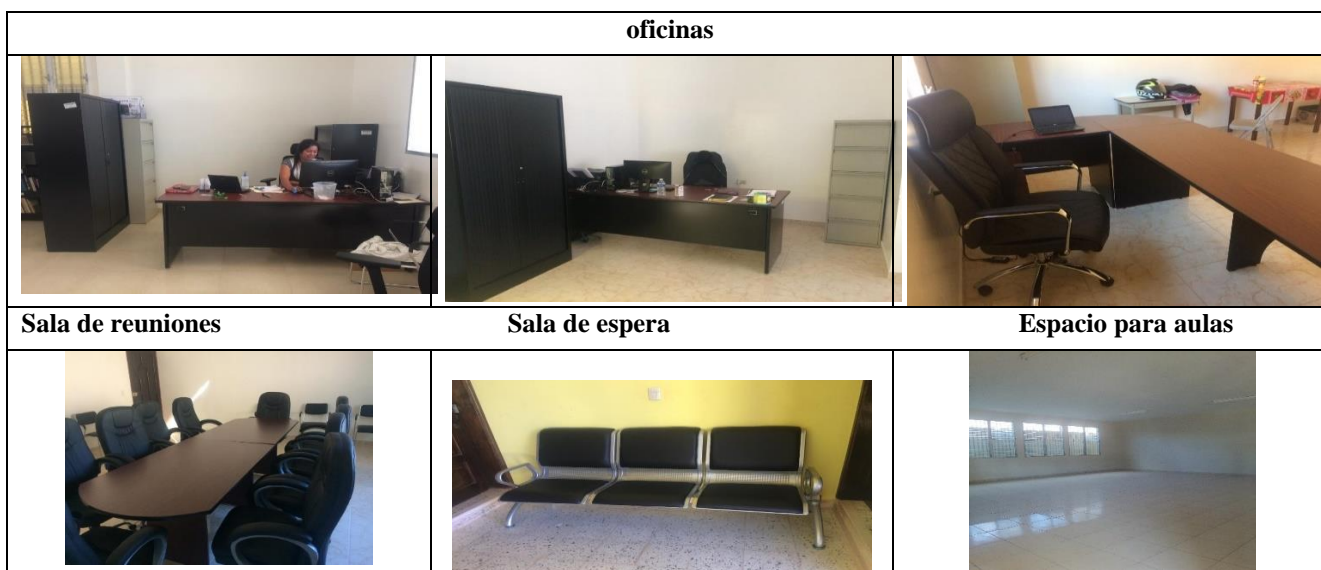 oficinas
Sala de reuniones
Sala de espera
Espacio para aulas